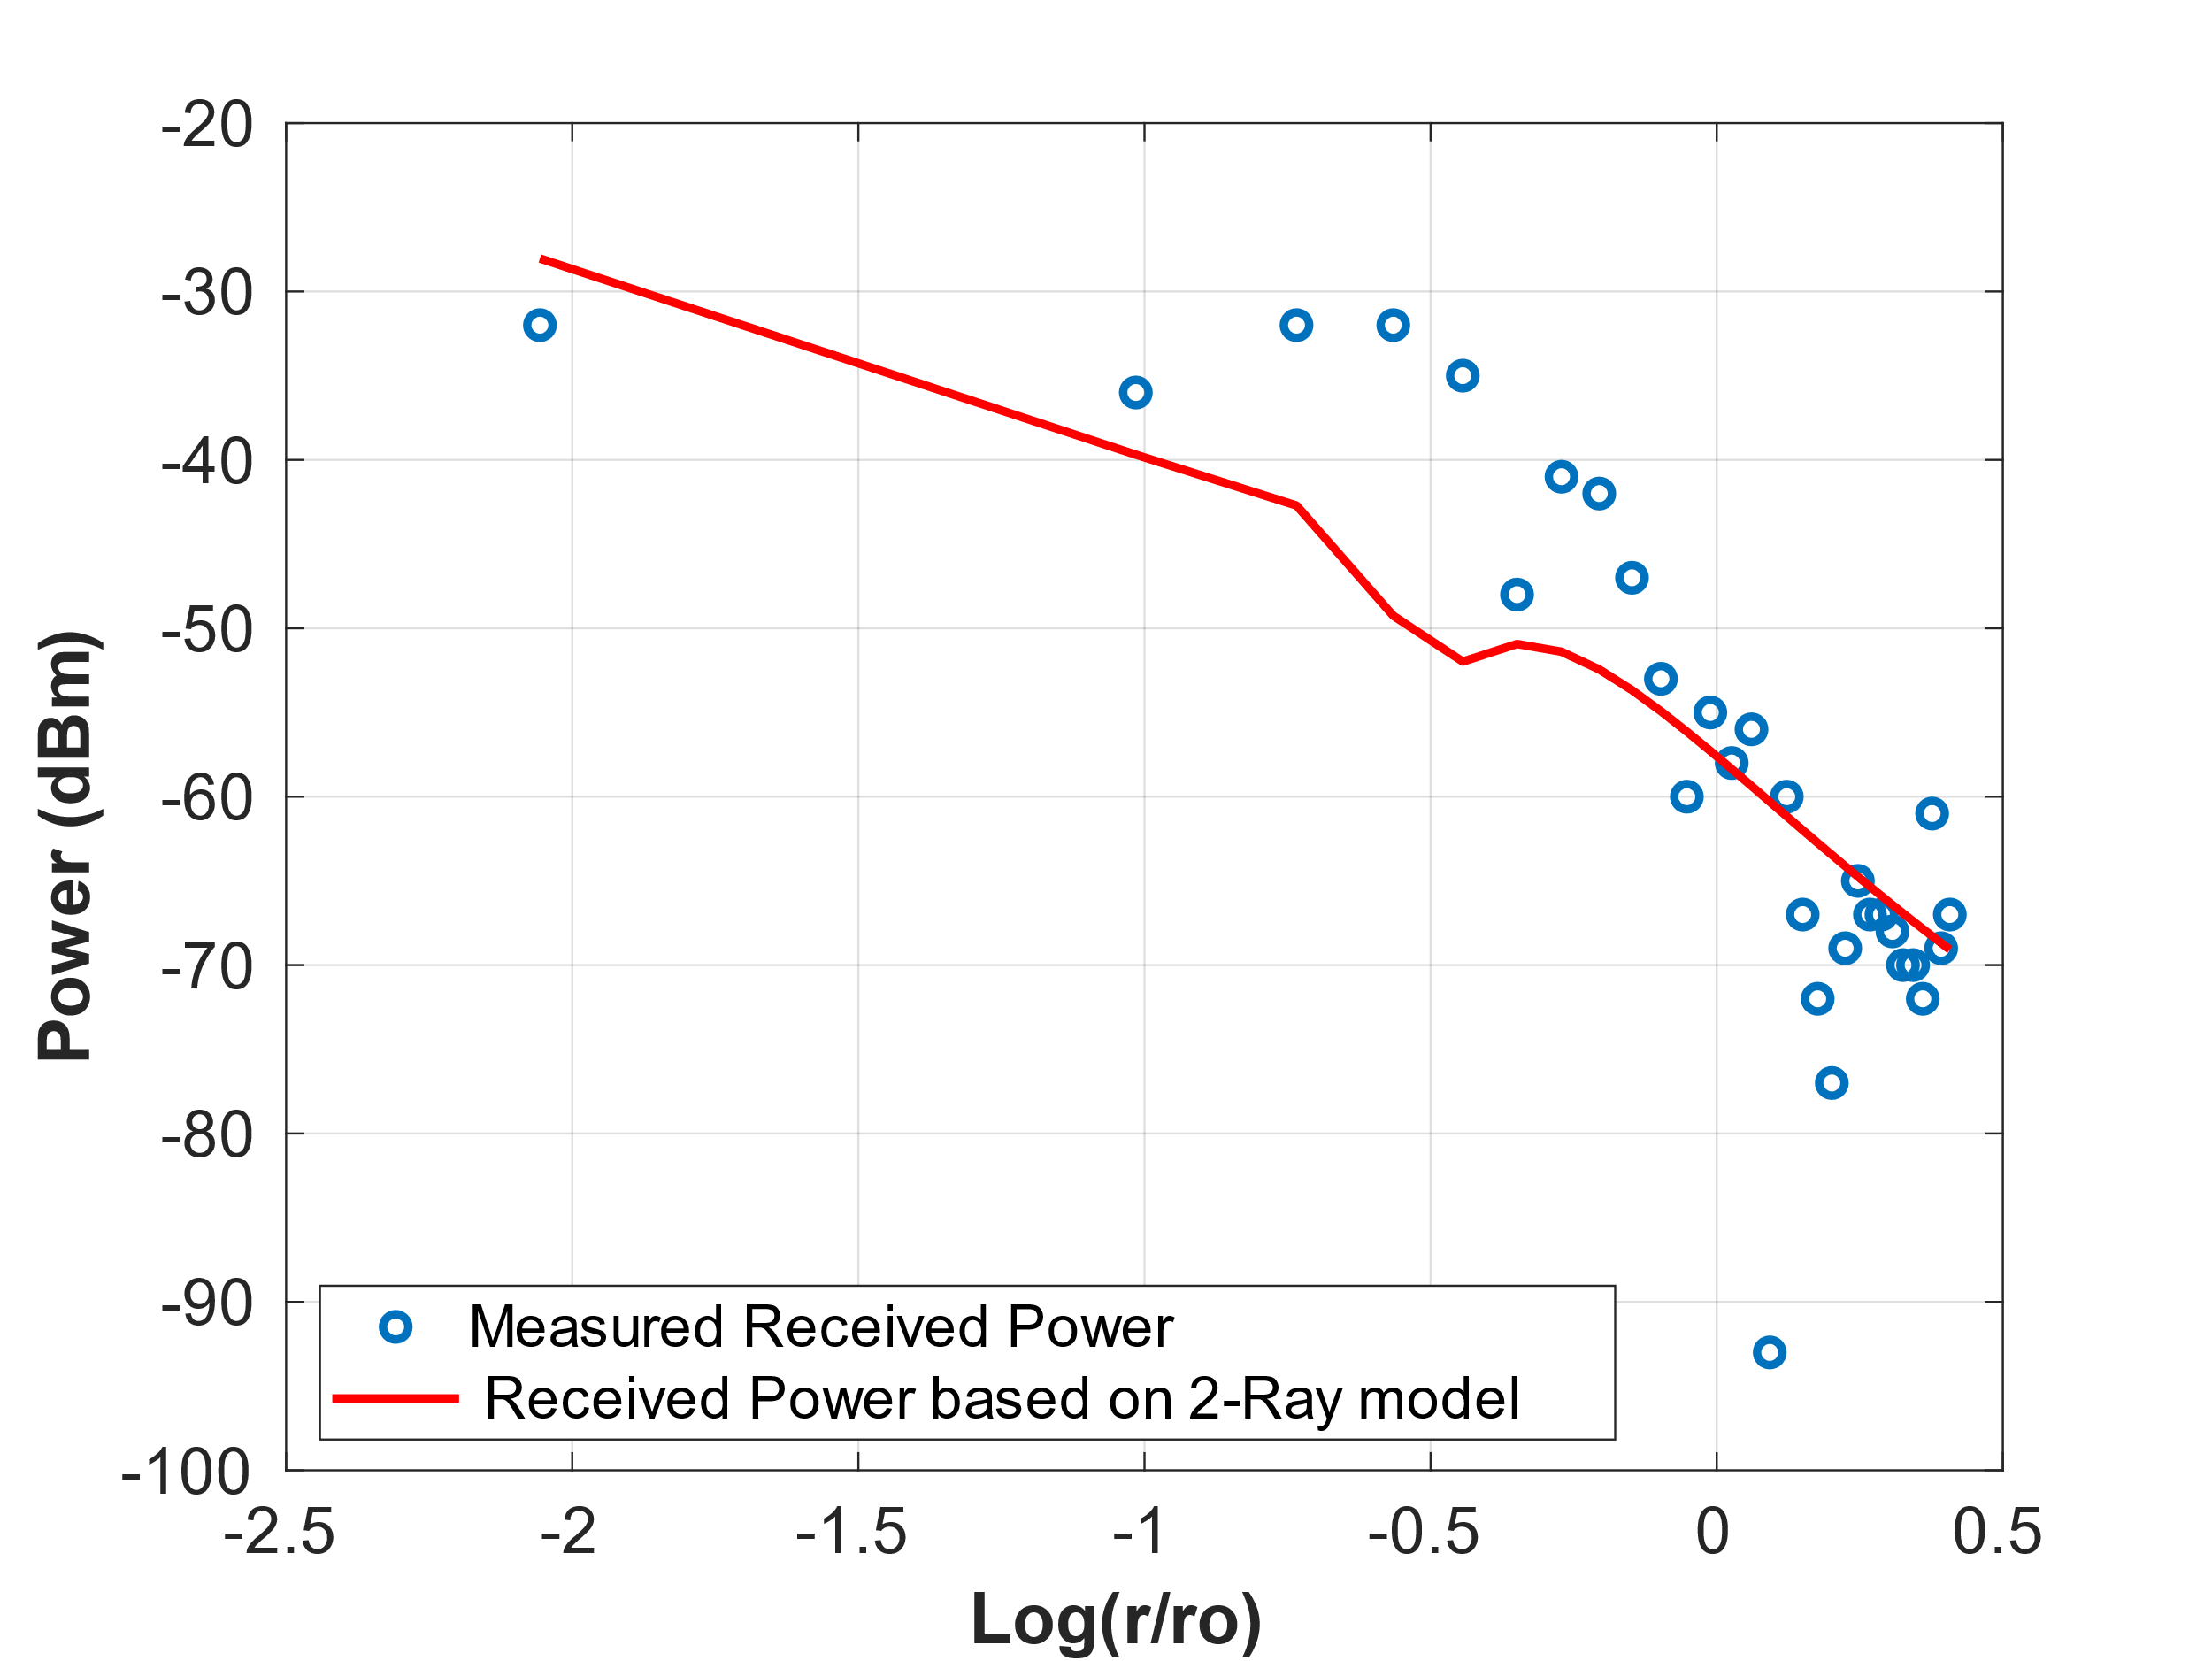 -20
-30
-40
-50
-60
-70
-80
-90
-100
Power (dBm)
Measured Received Power
Received Power based on 2-Ray model
-2.5 -2 -1.5 -1 -0.5 0 0.5
Log(r/ro)